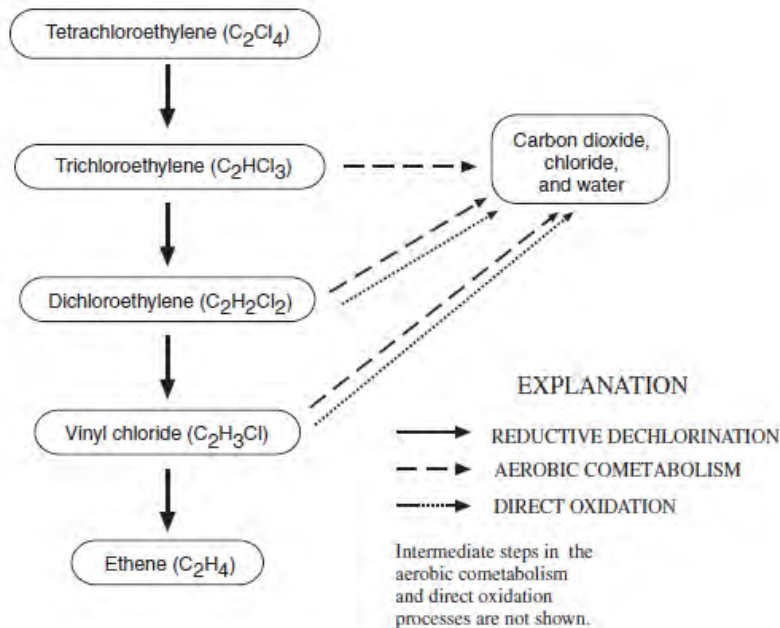 Tetrachloroethylene (C₂Cl₄)
Trichloroethylene (C₂HCl₃)
Carbon dioxide,
chloride,
and water
Dichloroethylene (C₂H₂Cl₂)
Vinyl chloride (C₂H₃Cl)
Ethene (C₂H₄)
EXPLANATION
REDUCTIVE DECHLORINATION
AEROBIC COMETABOLISM
DIRECT OXIDATION
Intermediate steps in the
aerobic cometabolism
and direct oxidation
processes are not shown.